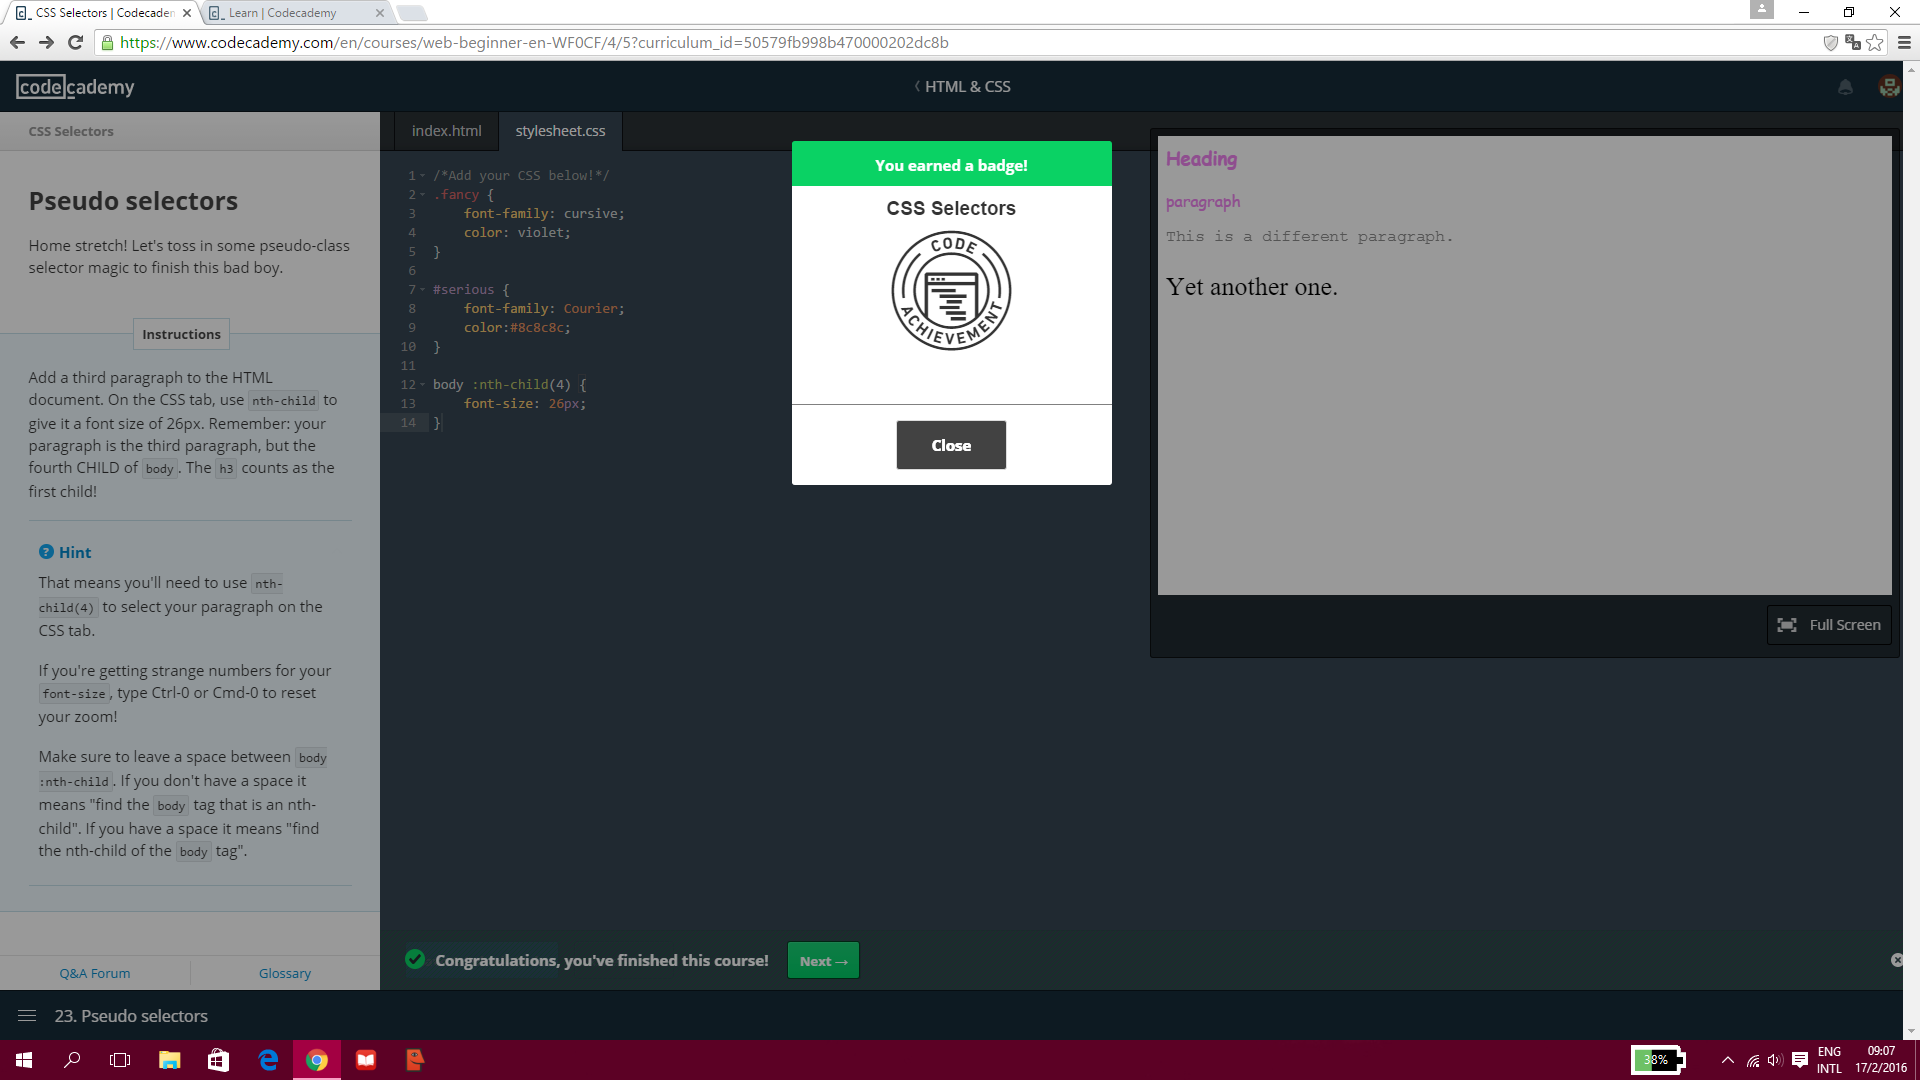 CSS Selectors | Codecaden
Learn | Codecademy
https://www.codecademy.com/en/courses/web-beginner-en-WF0CF/4/5?curriculum_id=50579fb998b470000202dc8b
codecademy
HTML & CSS
CSS Selectors
Pseudo selectors
Home stretch! Let's toss in some pseudo-class
selector magic to finish this bad boy.
Instructions
Add a third paragraph to the HTML
document. On the CSS tab, use nth-child to
give it a font size of 26px. Remember: your
paragraph is the third paragraph, but the
fourth CHILD of body. The h3 counts as the
first child!
Hint
That means you'll need to use nth-
child(4) to select your paragraph on the
CSS tab.
If you're getting strange numbers for your
font-size, type Ctrl-0 or Cmd-0 to reset
your zoom!
Make sure to leave a space between body
:nth-child. If you don't have a space it
means "find the body tag that is an nth-
child". If you have a space it means "find
the nth-child of the body tag".
Q&A Forum
Glossary
index.html
stylesheet.css
1 /*Add your CSS below!*/
2 .fancy {
3 font-family: cursive;
4 color: violet;
5 }
6
7 #serious {
8 font-family: Courier;
9 color:#8c8c8c;
10 }
11
12 body :nth-child(4) {
13 font-size: 26px;
14 }
You earned a badge!
CSS Selectors
CODE
ACHIEVEMENT
Close
Heading
paragraph
This is a different paragraph.
Yet another one.
Full Screen
Congratulations, you've finished this course!
Next →
23. Pseudo selectors
38%
ENG
INTL
09:07
17/2/2016